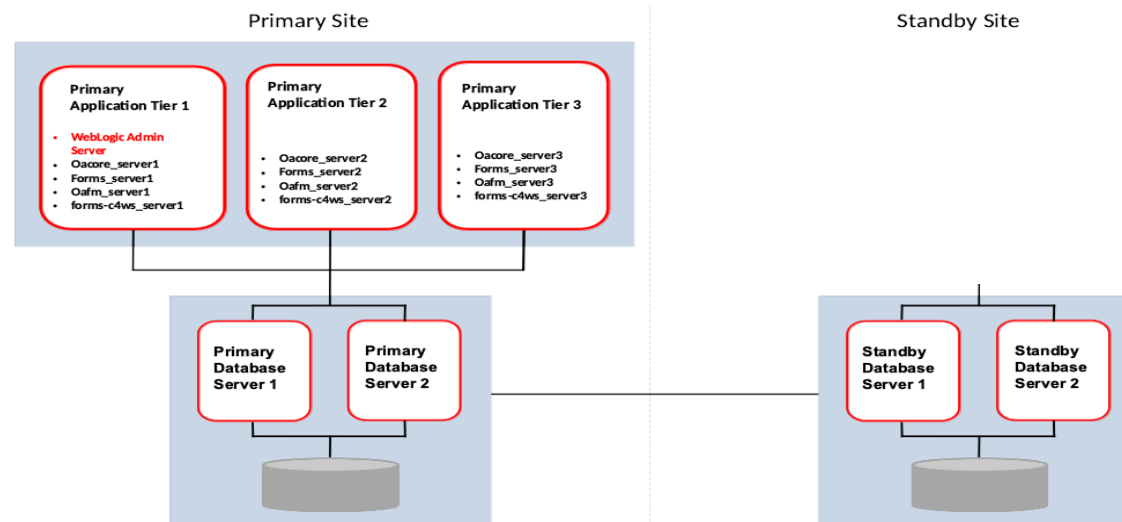 Primary Site
Standby Site
Primary
Application Tier 1
• WebLogic Admin
Server
• Oacore_server1
• Forms_server1
• Oafm_server1
• forms-c4ws_server1
Primary
Application Tier 2
• Oacore_server2
• Forms_server2
• Oafm_server2
• forms-c4ws_server2
Primary
Application Tier 3
• Oacore_server3
• Forms_server3
• Oafm_server3
• forms-c4ws_server3
Primary
Database
Server 1
Primary
Database
Server 2
Standby
Database
Server 1
Standby
Database
Server 2